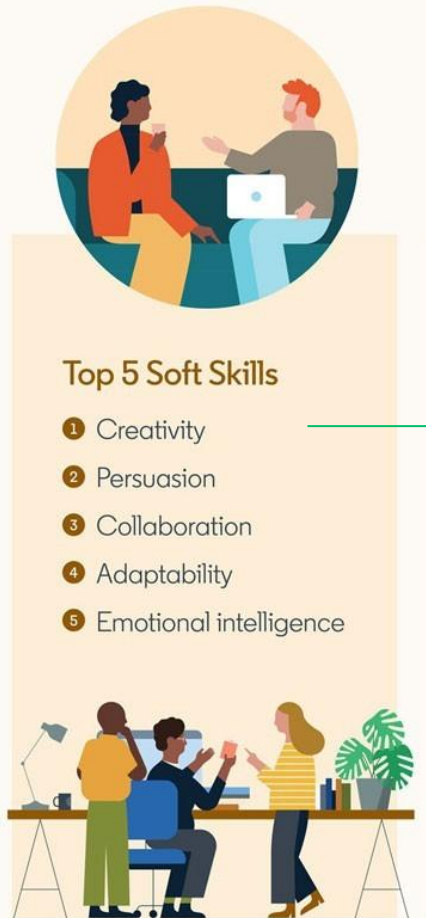 Top 5 Soft Skills
1 Creativity
2 Persuasion
3 Collaboration
4 Adaptability
5 Emotional intelligence